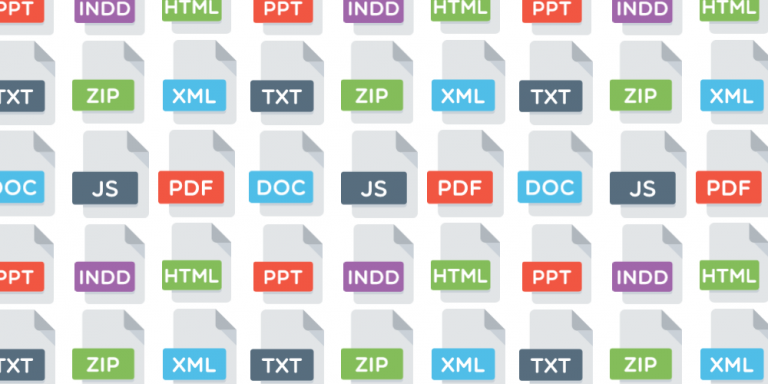 PPT INDD HTML PPT INDD HTML PPT INDD HTML
TXT ZIP XML TXT ZIP XML TXT ZIP XML
DOC JS PDF DOC JS PDF DOC JS PDF
PPT INDD HTML PPT INDD HTML PPT INDD HTML
TXT ZIP XML TXT ZIP XML TXT ZIP XML